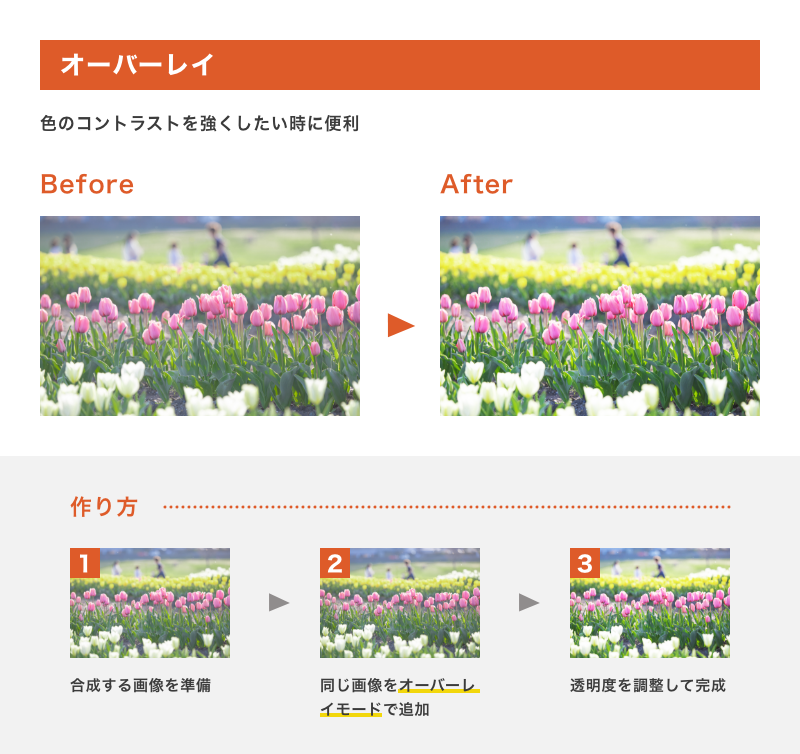 オーバーレイ
色のコントラストを強くしたい時に便利
Before
After
作り方
1
合成する画像を準備
2
同じ画像をオーバーレ
イモードで追加
3
透明度を調整して完成